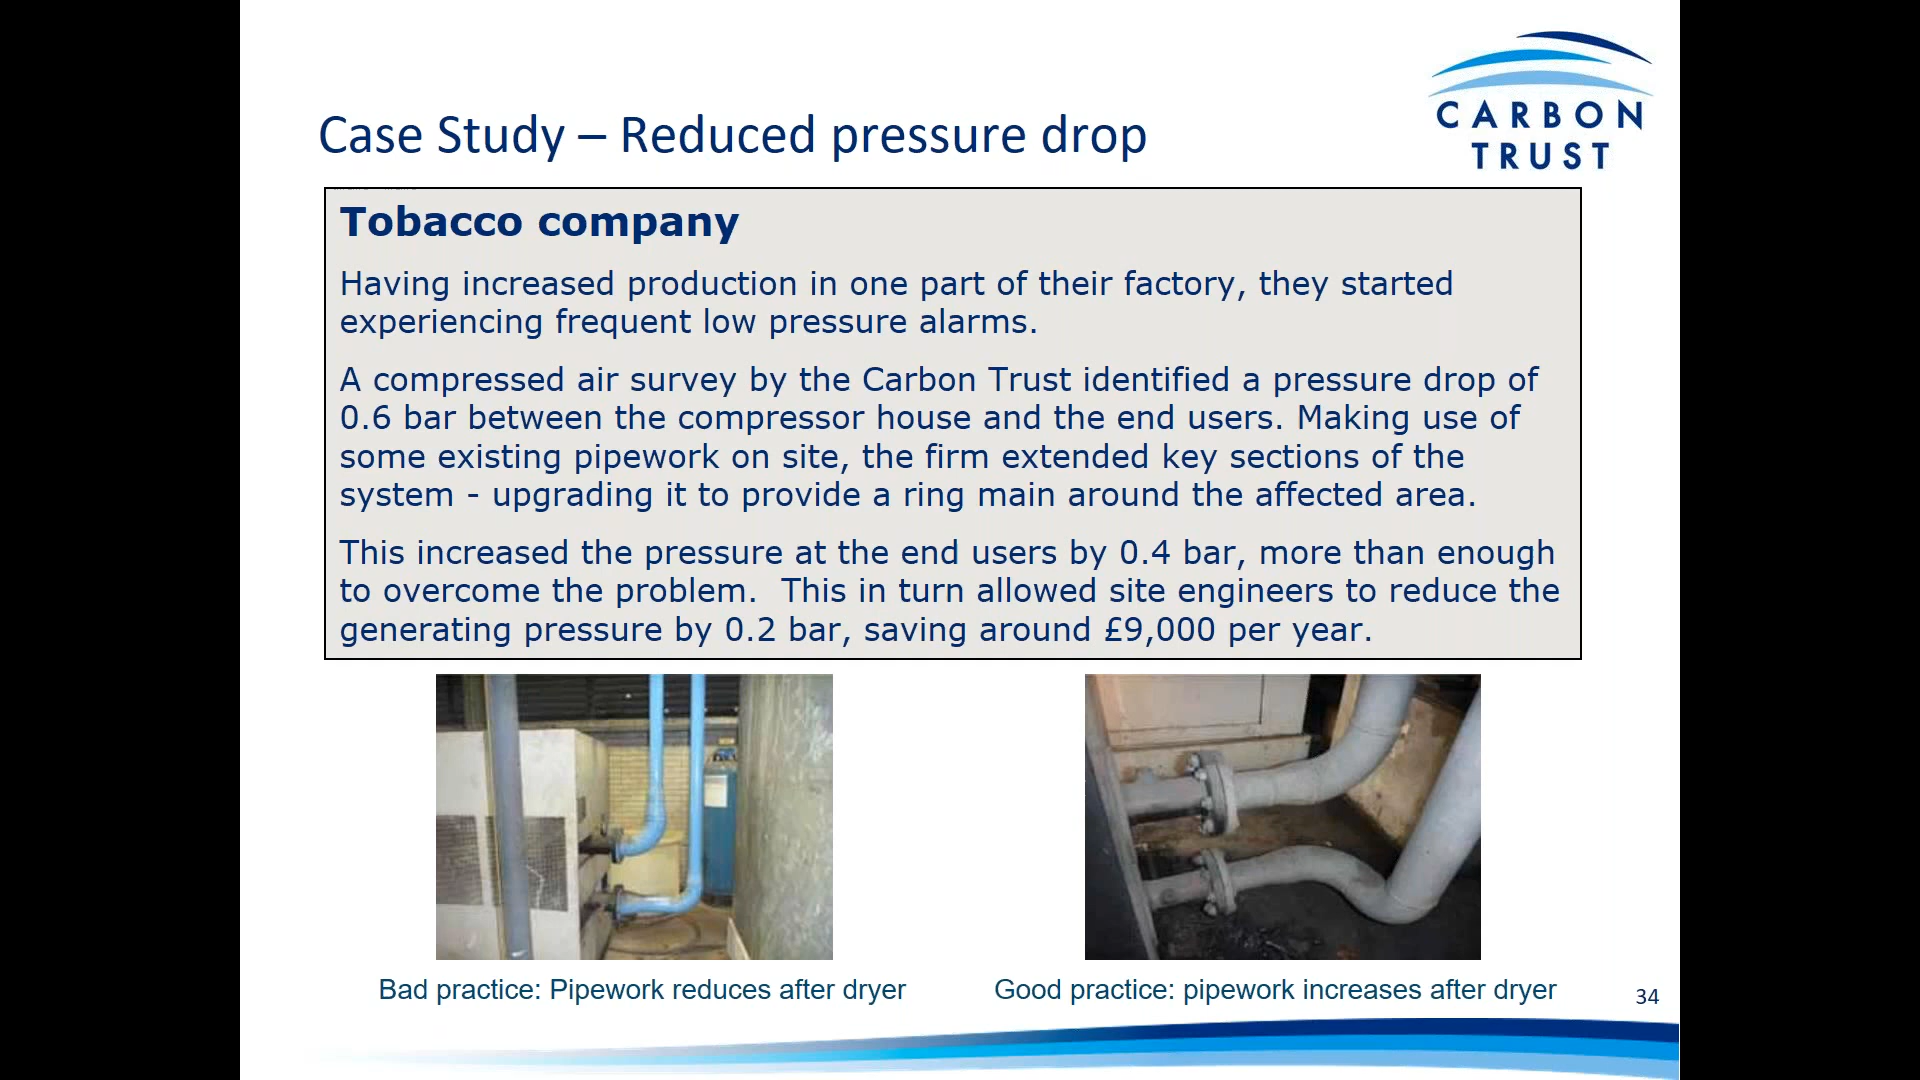 CARBON
TRUST
Case Study – Reduced pressure drop
Tobacco company
Having increased production in one part of their factory, they started
experiencing frequent low pressure alarms.
A compressed air survey by the Carbon Trust identified a pressure drop of
0.6 bar between the compressor house and the end users. Making use of
some existing pipework on site, the firm extended key sections of the
system - upgrading it to provide a ring main around the affected area.
This increased the pressure at the end users by 0.4 bar, more than enough
to overcome the problem.  This in turn allowed site engineers to reduce the
generating pressure by 0.2 bar, saving around £9,000 per year.
Bad practice: Pipework reduces after dryer
Good practice: pipework increases after dryer
34